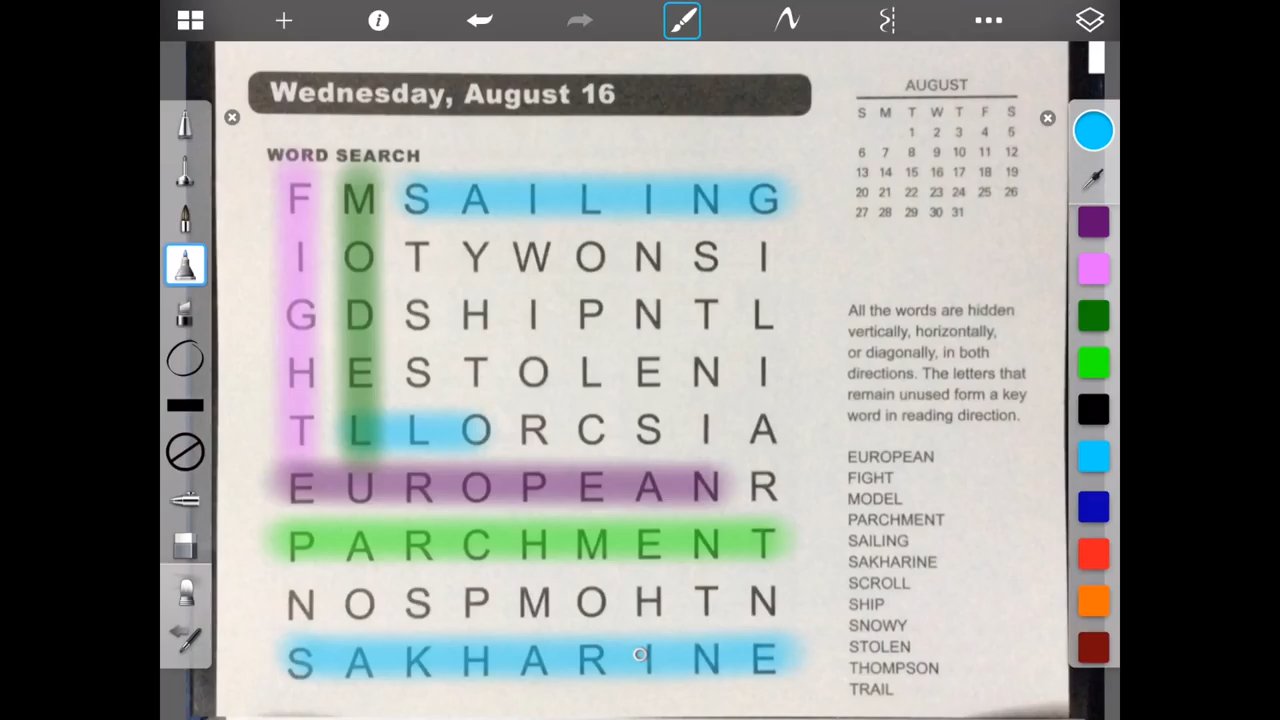 Wednesday, August 16
AUGUST
S M T W T F S
1 2 3 4 5
6 7 8 9 10 11 12
13 14 15 16 17 18 19
20 21 22 23 24 25 26
27 28 29 30 31
WORD SEARCH
F M S A I L I N G
I O T Y W O N S I
G D S H I P N T L
H E S T O L E N I
T L L O R C S I A
E U R O P E A N R
P A R C H M E N T
N O S P M O H T N
S A K H A R I N E
All the words are hidden
vertically, horizontally,
or diagonally, in both
directions. The letters that
remain unused form a key
word in reading direction.
EUROPEAN
FIGHT
MODEL
PARCHMENT
SAILING
SAKHARINE
SCROLL
SHIP
SNOWY
STOLEN
THOMPSON
TRAIL